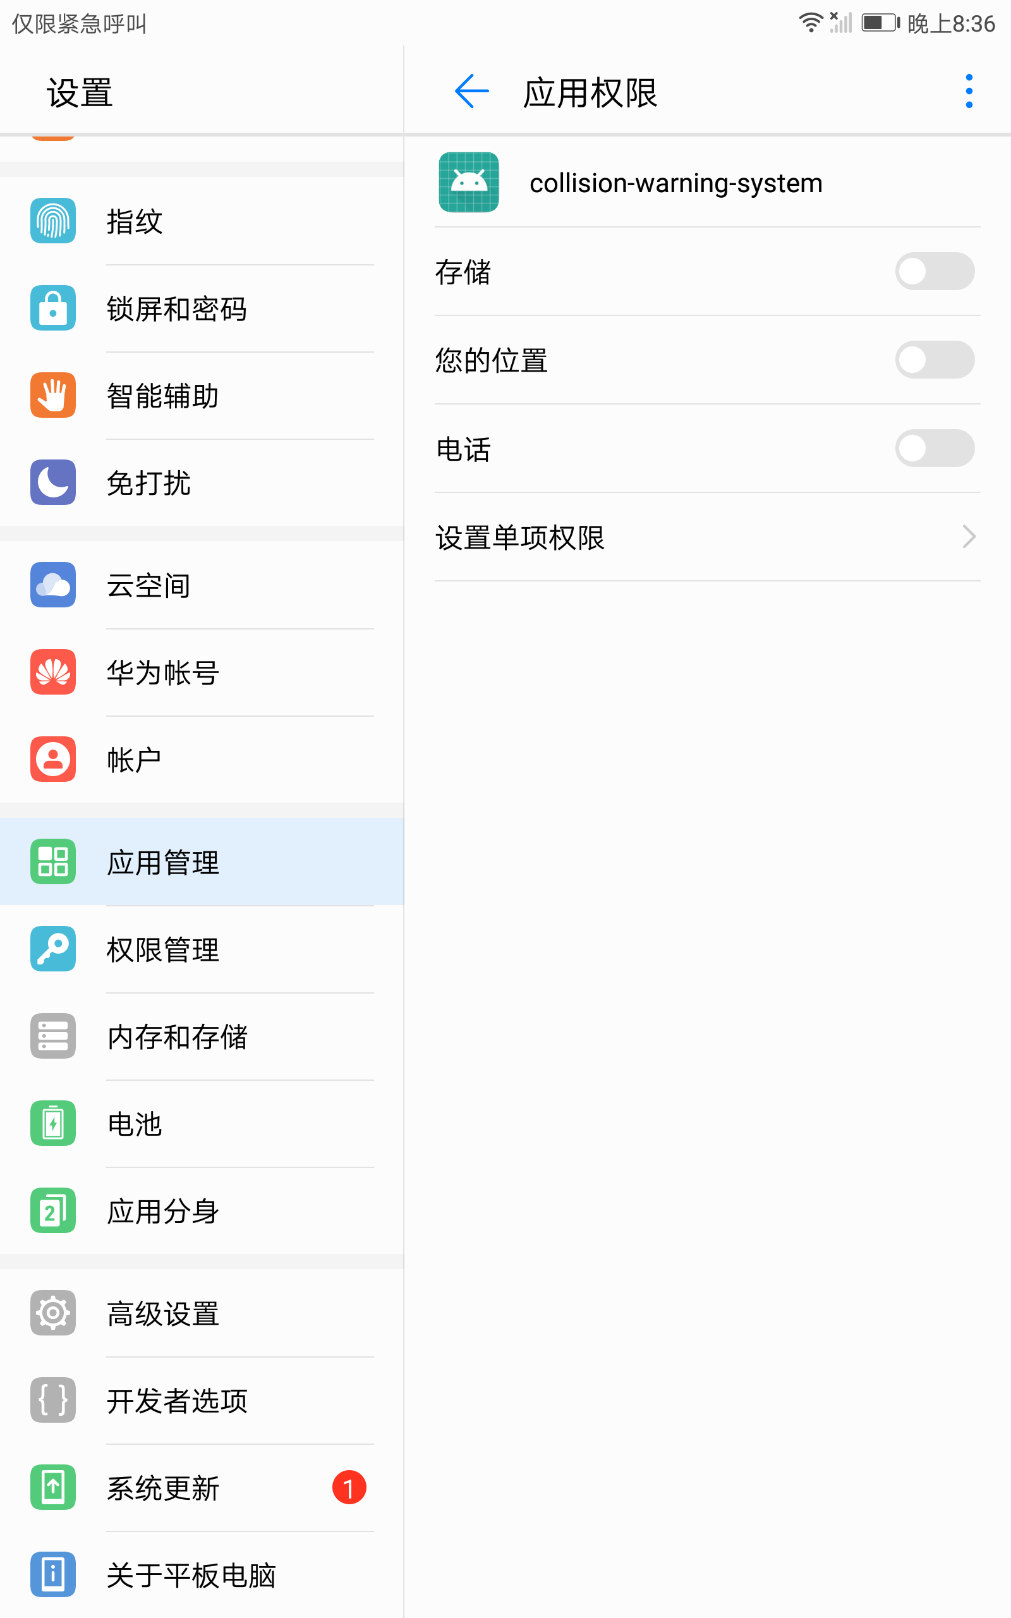 仅限紧急呼叫
晚上8:36
设置
指纹
锁屏和密码
智能辅助
免打扰
云空间
华为帐号
帐户
应用管理
权限管理
内存和存储
电池
2
应用分身
高级设置
开发者选项
系统更新
1
关于平板电脑
应用权限
collision-warning-system
存储
您的位置
电话
设置单项权限